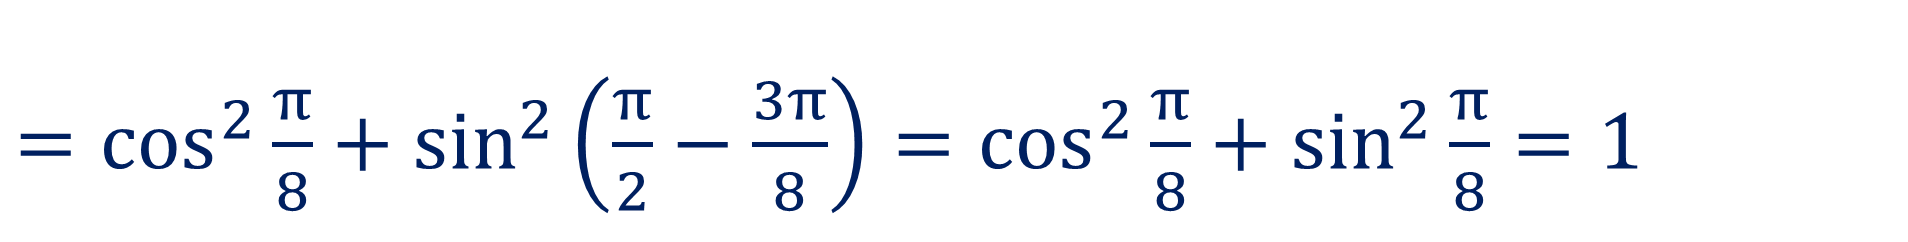 = cos² π/8 + sin² (π/2 − 3π/8) = cos² π/8 + sin² π/8 = 1